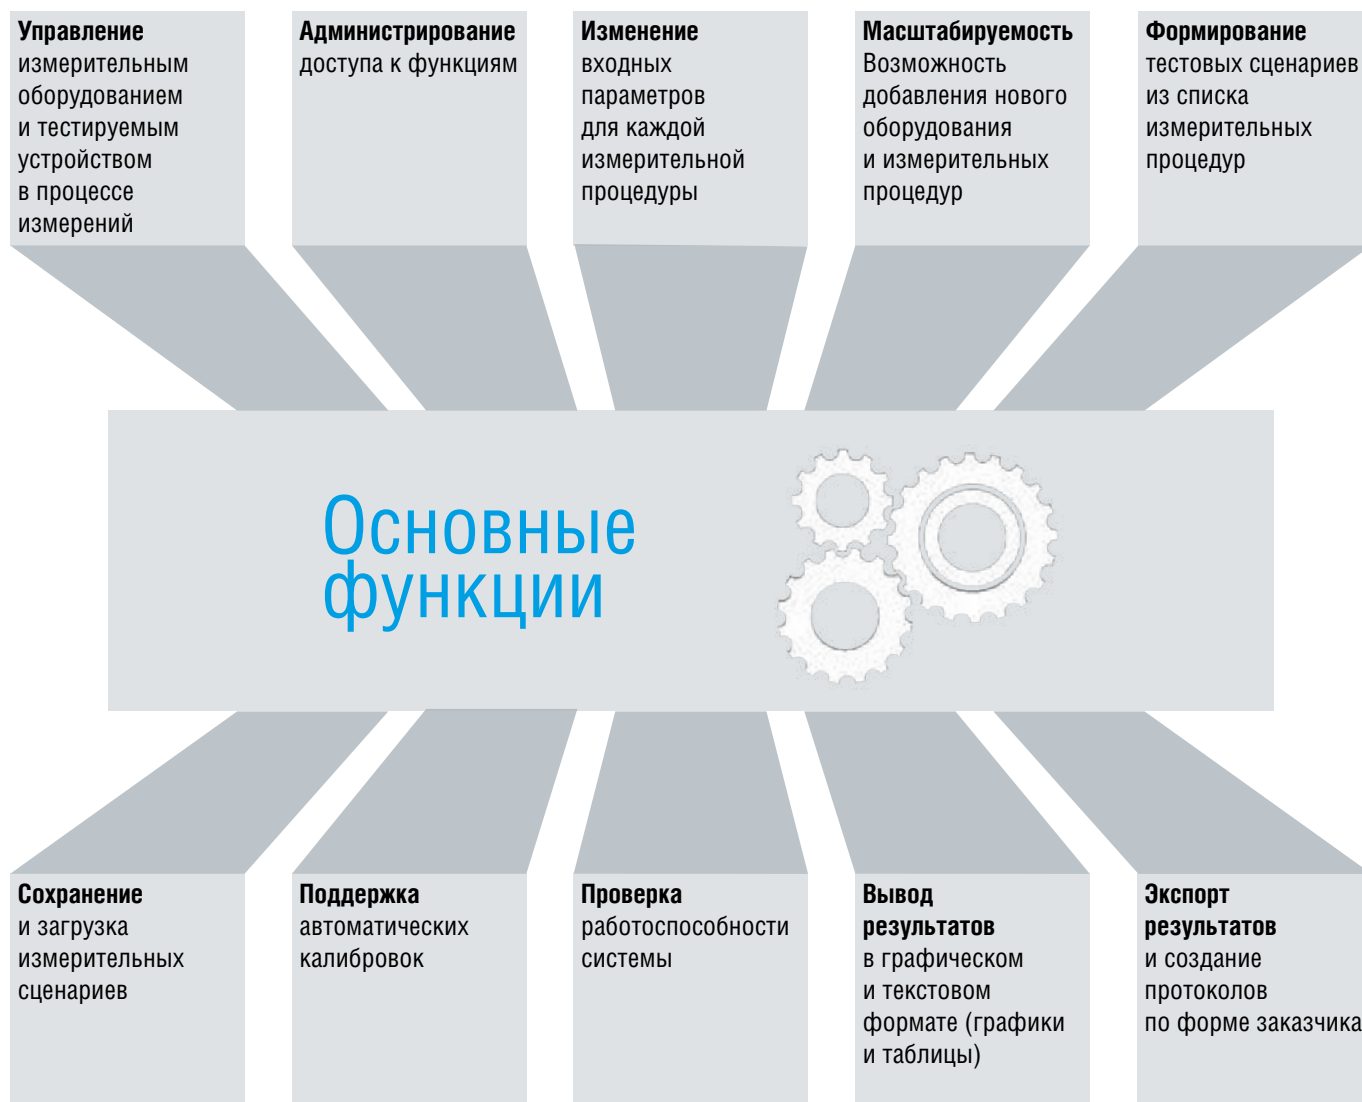 Управление
измерительным
оборудованием
и тестируемым
устройством
в процессе
измерений
Администрирование
доступа к функциям
Изменение
входных
параметров
для каждой
измерительной
процедуры
Масштабируемость
Возможность
добавления нового
оборудования
и измерительных
процедур
Формирование
тестовых сценариев
из списка
измерительных
процедур
Основные
функции
Сохранение
и загрузка
измерительных
сценариев
Поддержка
автоматических
калибровок
Проверка
работоспособности
системы
Вывод
результатов
в графическом
и текстовом
формате (графики
и таблицы)
Экспорт
результатов
и создание
протоколов
по форме заказчика